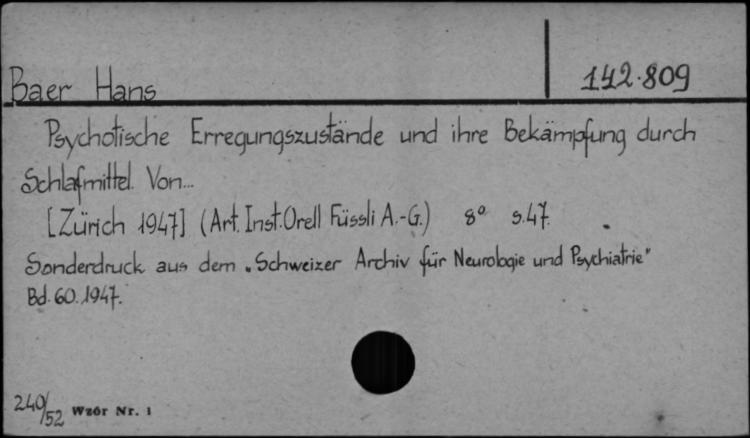 Baer Hans 142.809
Psychotische Erregungszustände und ihre Bekämpfung durch
Schlafmittel. Von...
[Zürich 1947] (Art. Inst. Orell Füssli A.-G.) 8° s.47.
Sonderdruck aus dem „Schweizer Archiv für Neurologie und Psychiatrie"
Bd. 60. 1947.
240/52 Wzór Nr. 1